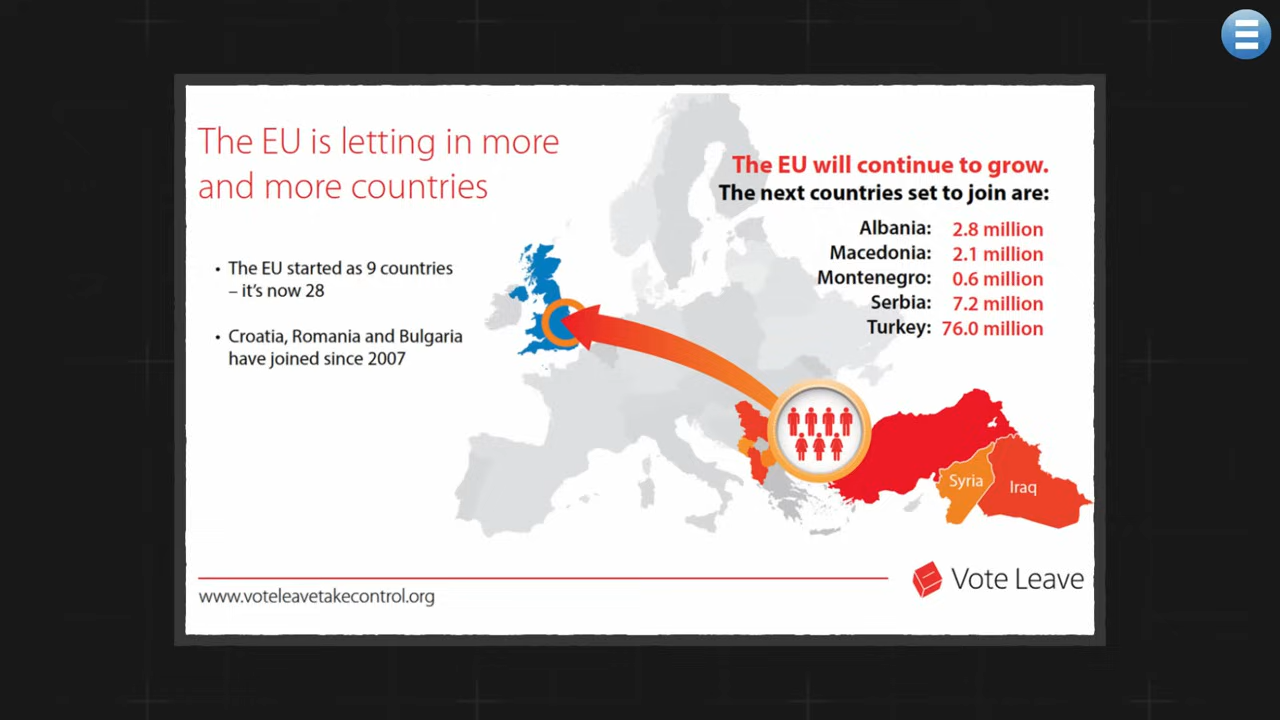 The EU is letting in more
and more countries
• The EU started as 9 countries
– it's now 28
• Croatia, Romania and Bulgaria
have joined since 2007
The EU will continue to grow.
The next countries set to join are:
Albania: 2.8 million
Macedonia: 2.1 million
Montenegro: 0.6 million
Serbia: 7.2 million
Turkey: 76.0 million
Syria
Iraq
www.voteleavetakecontrol.org
Vote Leave